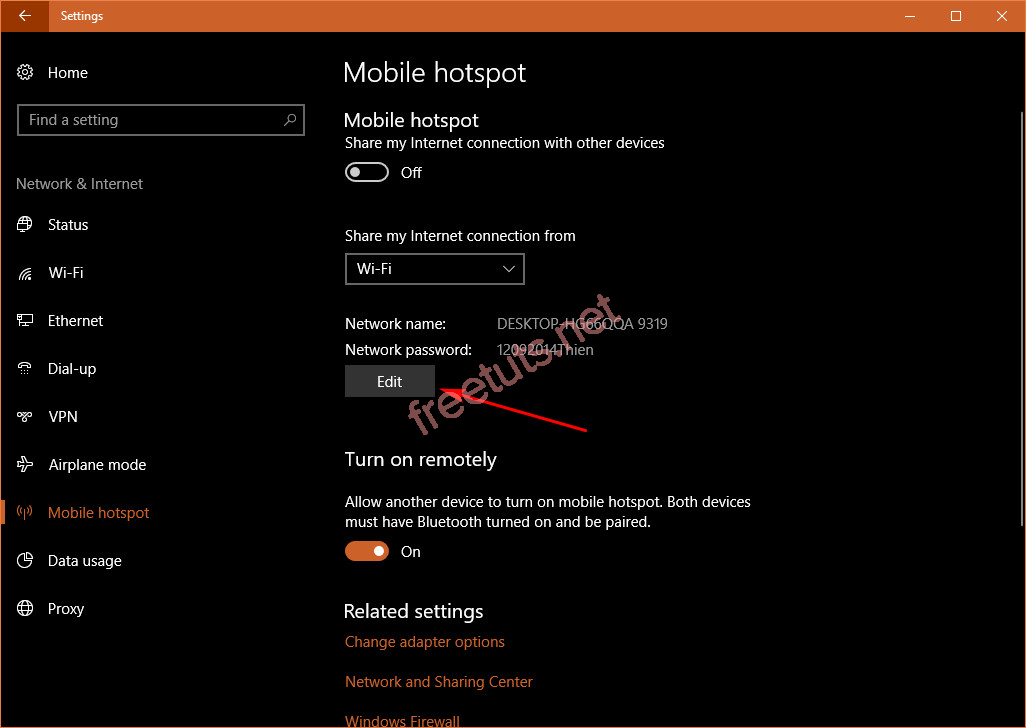 Settings
Home
Find a setting
Network & Internet
Status
Wi-Fi
Ethernet
Dial-up
VPN
Airplane mode
Mobile hotspot
Data usage
Proxy
Mobile hotspot
Mobile hotspot
Share my Internet connection with other devices
Off
Share my Internet connection from
Wi-Fi
Network name: DESKTOP-HG66QQA 9319
Network password: 12092014Thien
Edit
freetuts.net
Turn on remotely
Allow another device to turn on mobile hotspot. Both devices
must have Bluetooth turned on and be paired.
On
Related settings
Change adapter options
Network and Sharing Center
Windows Firewall